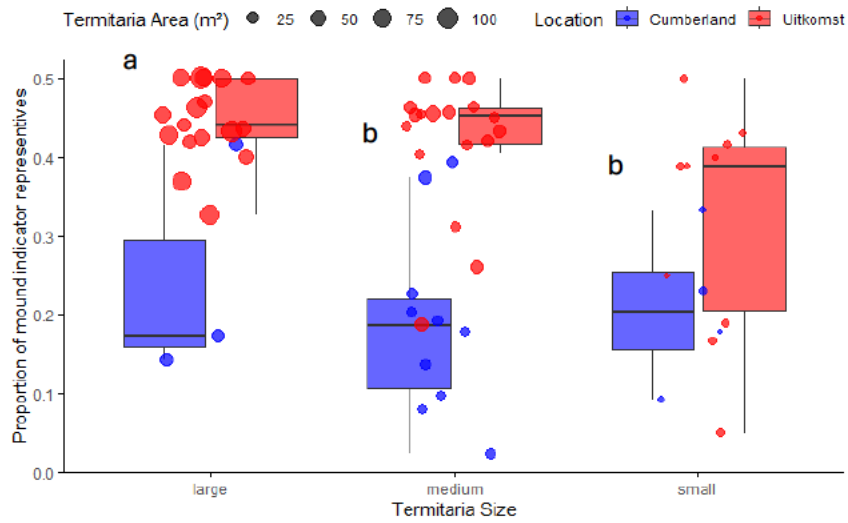 Termitaria Area (m²) 25 50 75 100 Location Cumberland Uitkomst
a
b
b
Proportion of mound indicator representives
0.5
0.4
0.3
0.2
0.1
0.0
large medium small
Termitaria Size